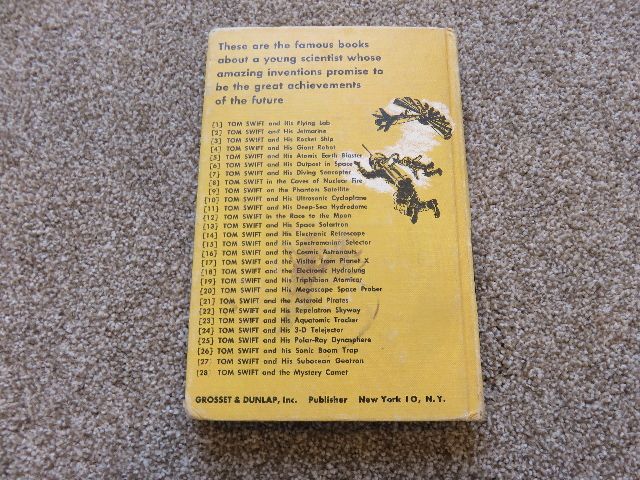 These are the famous books
about a young scientist whose
amazing inventions promise to
be the great achievements
of the future
[1] TOM SWIFT and His Flying Lab
[2] TOM SWIFT and His Jetmarine
[3] TOM SWIFT and His Rocket Ship
[4] TOM SWIFT and His Giant Robot
[5] TOM SWIFT and His Atomic Earth Blaster
[6] TOM SWIFT and His Outpost in Space
[7] TOM SWIFT and His Diving Seacopter
[8] TOM SWIFT in the Caves of Nuclear Fire
[9] TOM SWIFT on the Phantom Satellite
[10] TOM SWIFT and His Ultrasonic Cycloplane
[11] TOM SWIFT and His Deep-Sea Hydrodome
[12] TOM SWIFT in the Race to the Moon
[13] TOM SWIFT and His Space Solartron
[14] TOM SWIFT and His Electronic Retroscope
[15] TOM SWIFT and His Spectromarine Selector
[16] TOM SWIFT and the Cosmic Astronauts
[17] TOM SWIFT and the Visitor from Planet X
[18] TOM SWIFT and the Electronic Hydrolung
[19] TOM SWIFT and His Triphibian Atomicar
[20] TOM SWIFT and His Megascope Space Prober
[21] TOM SWIFT and the Asteroid Pirates
[22] TOM SWIFT and His Repelatron Skyway
[23] TOM SWIFT and His Aquatomic Tracker
[24] TOM SWIFT and His 3-D Telejector
[25] TOM SWIFT and His Polar-Ray Dynasphere
[26] TOM SWIFT and his Sonic Boom Trap
[27] TOM SWIFT and His Subocean Geotron
[28] TOM SWIFT and the Mystery Comet
GROSSET & DUNLAP, Inc. Publisher New York 10, N.Y.